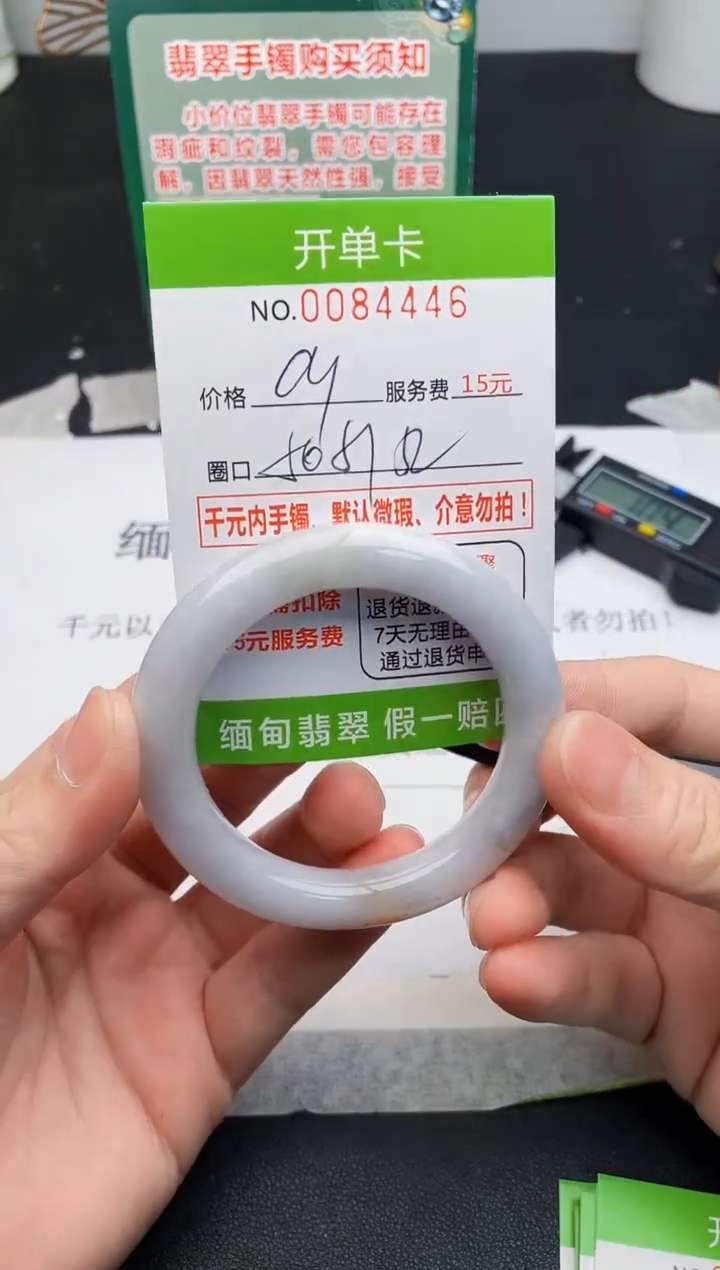 翡翠手镯购买须知
小价位翡翠手镯可能存在
瑕疵和纹裂，需您包容理
解，因翡翠天然性强，接受
开单卡
NO.0084446
价格 服务费 15元
圈口
千元内手镯、默认微瑕、介意勿拍！
扣除
5元服务费
退货退
7天无理由
通过退货申
缅甸翡翠 假一赔
缅
千元以 者勿拍！
开